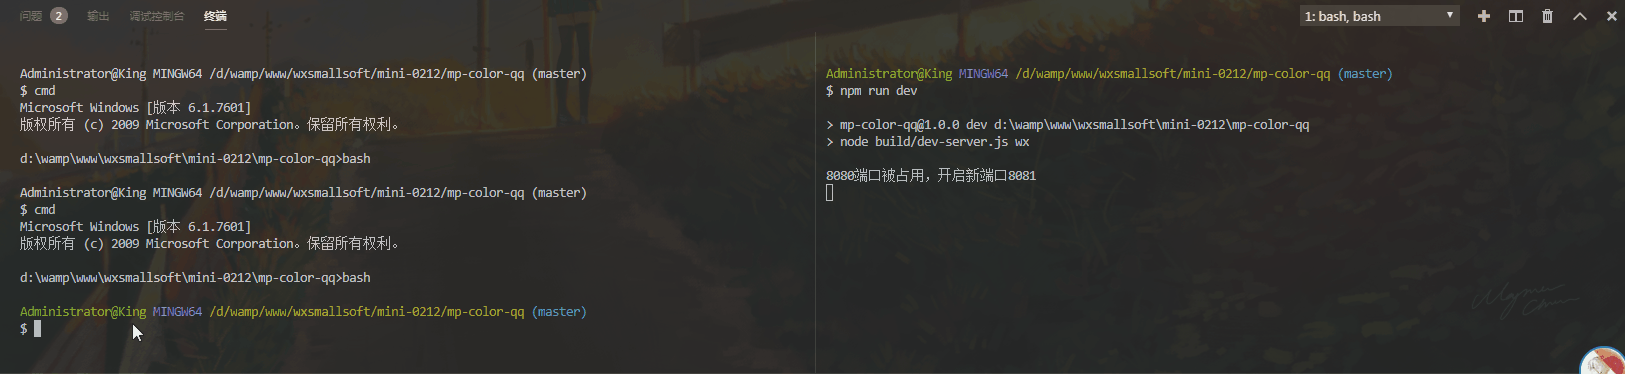 问题 2 输出 调试控制台 终端
1: bash, bash
Administrator@King MINGW64 /d/wamp/www/wxsmallsoft/mini-0212/mp-color-qq (master)
$ cmd
Microsoft Windows [版本 6.1.7601]
版权所有 (c) 2009 Microsoft Corporation。保留所有权利。
d:\wamp\www\wxsmallsoft\mini-0212\mp-color-qq>bash
Administrator@King MINGW64 /d/wamp/www/wxsmallsoft/mini-0212/mp-color-qq (master)
$ cmd
Microsoft Windows [版本 6.1.7601]
版权所有 (c) 2009 Microsoft Corporation。保留所有权利。
d:\wamp\www\wxsmallsoft\mini-0212\mp-color-qq>bash
Administrator@King MINGW64 /d/wamp/www/wxsmallsoft/mini-0212/mp-color-qq (master)
$
Administrator@King MINGW64 /d/wamp/www/wxsmallsoft/mini-0212/mp-color-qq (master)
$ npm run dev
> mp-color-qq@1.0.0 dev d:\wamp\www\wxsmallsoft\mini-0212\mp-color-qq
> node build/dev-server.js wx
8080端口被占用，开启新端口8081